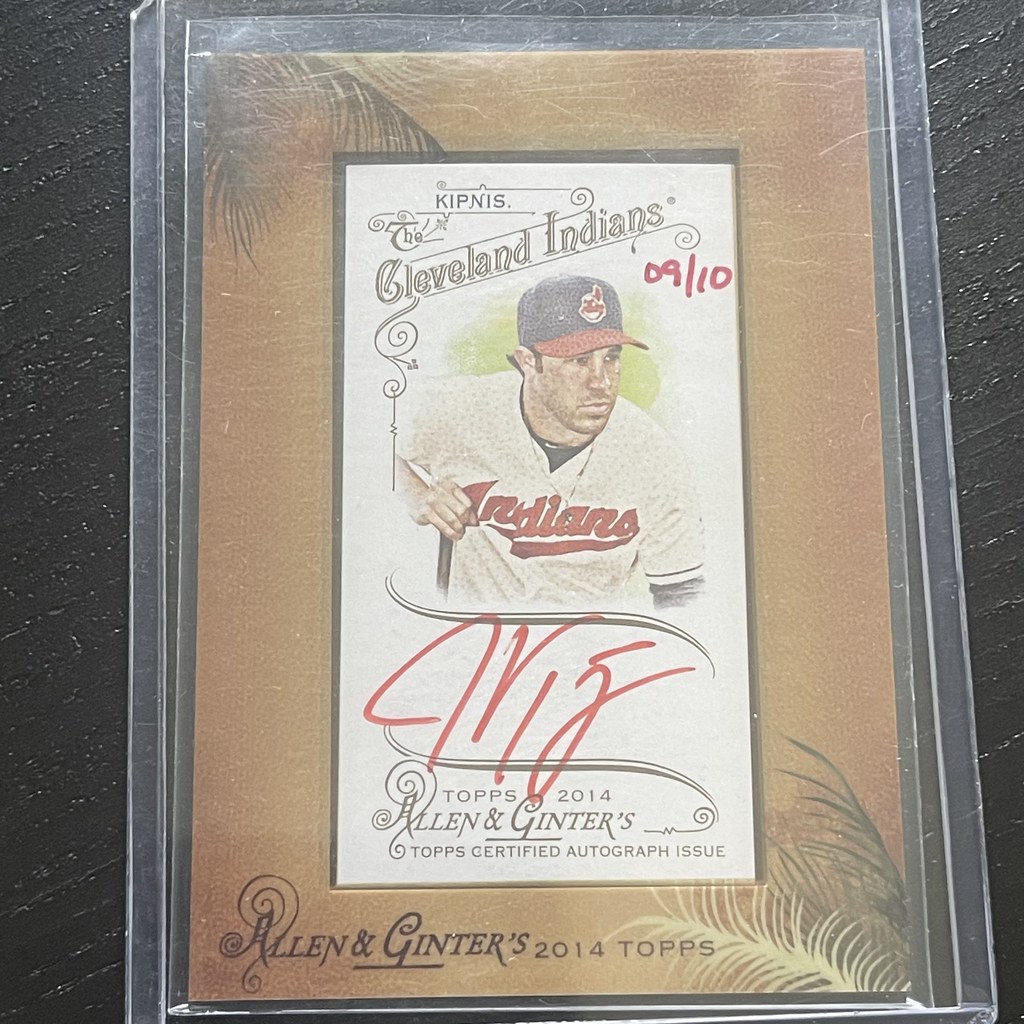 KIPNIS.
The
Cleveland Indians®
09/10
Indians
TOPPS 2014
ALLEN & GINTER'S
TOPPS CERTIFIED AUTOGRAPH ISSUE
ALLEN & GINTER'S 2014 TOPPS